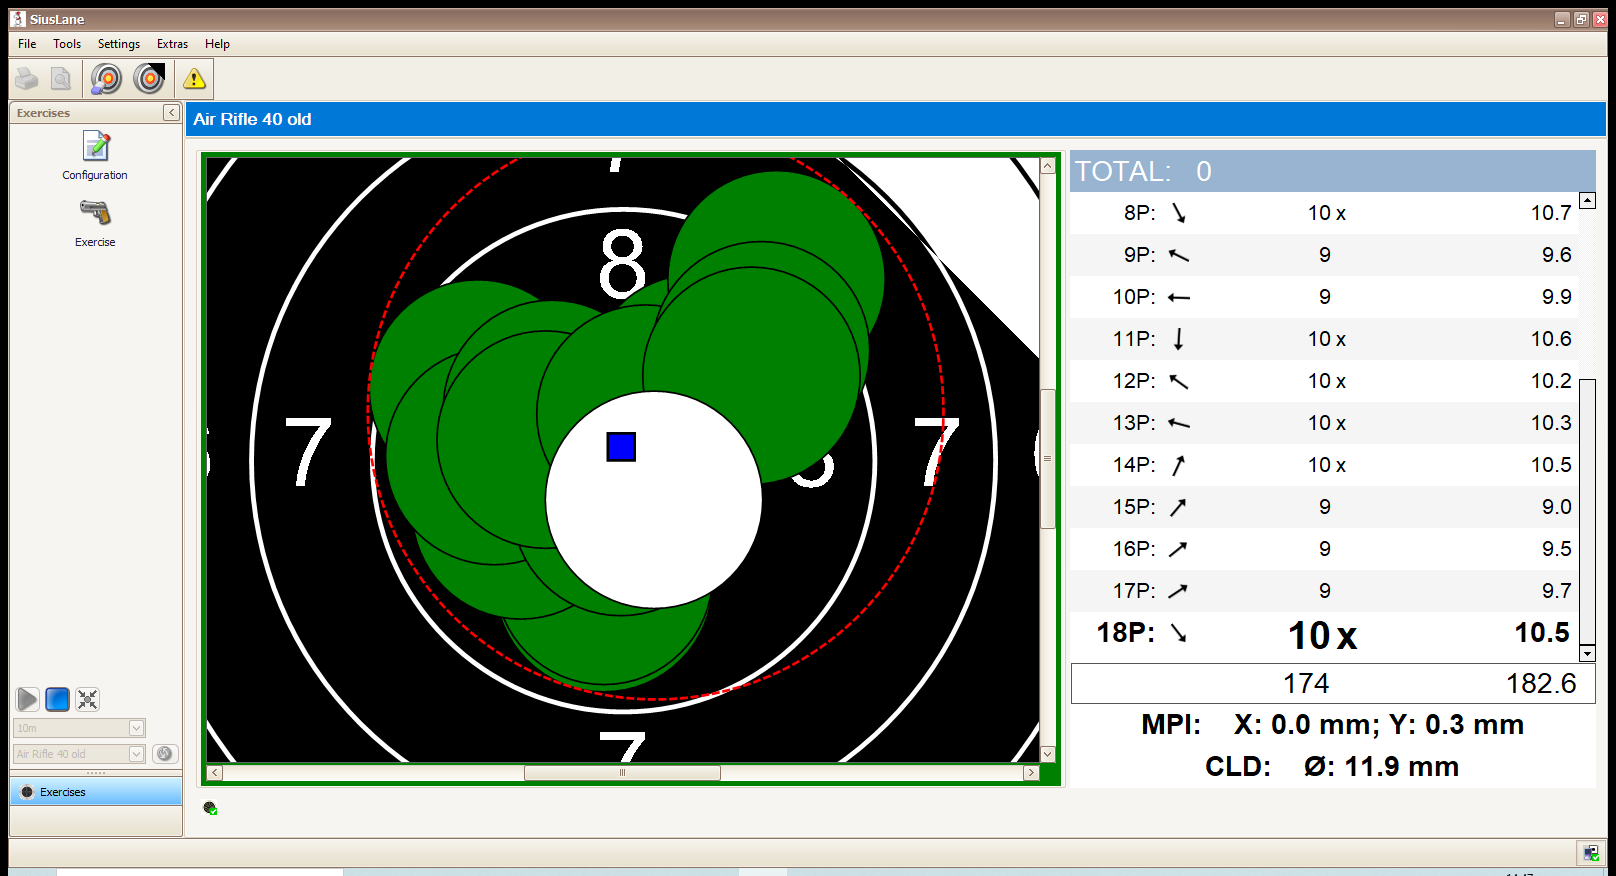 SiusLane
File Tools Settings Extras Help
Exercises
Configuration
Exercise
10m
Air Rifle 40 old
Exercises
Air Rifle 40 old
7
8
7
7
7
TOTAL: 0
8P: 10 x 10.7
9P: 9 9.6
10P: 9 9.9
11P: 10 x 10.6
12P: 10 x 10.2
13P: 10 x 10.3
14P: 10 x 10.5
15P: 9 9.0
16P: 9 9.5
17P: 9 9.7
18P: 10 x 10.5
174 182.6
MPI: X: 0.0 mm; Y: 0.3 mm
CLD: Ø: 11.9 mm